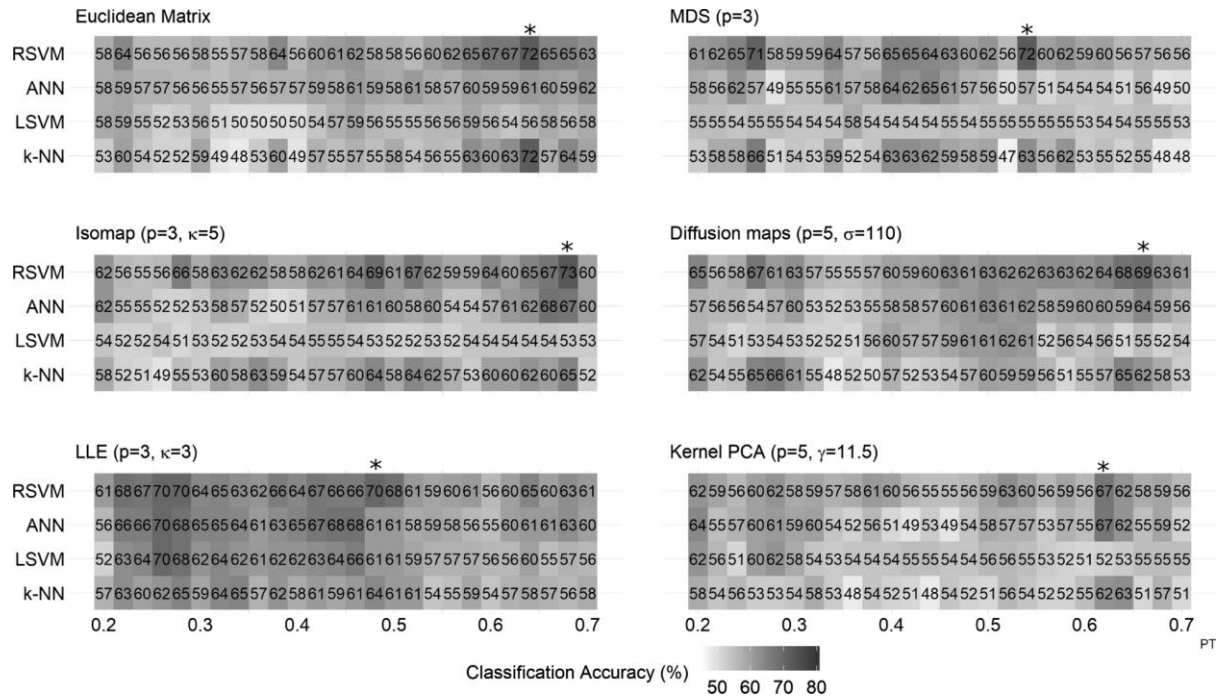 Euclidean Matrix
*
RSVM 58 64 56 56 56 58 55 57 58 64 56 60 61 62 58 58 56 60 62 65 67 67 72 65 65 63
ANN 58 59 57 57 56 56 55 57 56 57 57 59 58 61 59 58 61 58 57 60 59 59 61 60 59 62
LSVM 58 59 55 52 53 56 51 50 50 50 50 54 57 59 56 55 55 56 56 59 56 54 56 58 56 58
k-NN 53 60 54 52 52 59 49 48 53 60 49 57 55 57 55 58 54 56 55 63 60 63 72 57 64 59
MDS (p=3)
*
61 62 65 71 58 59 59 64 57 56 65 65 64 63 60 62 56 72 60 62 59 60 56 57 56 56
58 56 62 57 49 55 55 61 57 58 64 62 65 61 57 56 50 57 51 54 54 54 51 56 49 50
55 55 54 55 55 54 54 54 58 54 54 54 54 55 54 55 55 55 55 55 53 54 54 55 55 53
53 58 58 66 51 54 53 59 52 54 63 63 62 59 58 59 47 63 56 62 53 55 52 55 48 48
Isomap (p=3, κ=5)
*
RSVM 62 56 55 56 66 58 63 62 62 58 58 62 61 64 69 61 67 62 59 59 64 60 65 67 73 60
ANN 62 55 55 52 52 53 58 57 52 50 51 57 57 61 61 60 58 60 54 54 57 61 62 68 67 60
LSVM 54 52 52 54 51 53 52 52 53 54 54 55 55 54 53 52 52 53 52 54 54 54 54 54 53 53
k-NN 58 52 51 49 55 53 60 58 63 59 54 57 57 60 64 58 64 62 57 53 60 60 62 60 65 52
Diffusion maps (p=5, σ=110)
*
65 56 58 67 61 63 57 55 55 57 60 59 60 63 61 63 62 62 63 63 62 64 68 69 63 61
57 56 56 54 57 60 53 52 53 55 58 58 57 60 61 63 61 62 58 59 60 60 59 64 59 56
57 54 51 53 54 53 52 52 51 56 60 57 57 59 61 61 62 61 52 56 54 56 51 55 52 54
62 54 55 65 66 61 55 48 52 50 57 52 53 54 57 60 59 59 56 51 55 57 65 62 58 53
LLE (p=3, κ=3)
*
RSVM 61 68 67 70 70 64 65 63 62 66 64 67 66 66 70 68 61 59 60 61 56 60 65 60 63 61
ANN 56 66 66 70 68 65 65 64 61 63 65 67 68 68 61 61 58 59 58 56 55 60 61 61 63 60
LSVM 52 63 64 70 68 62 64 62 61 62 62 63 64 66 61 61 59 57 57 57 56 56 60 55 57 56
k-NN 57 63 60 62 65 59 64 65 57 62 58 61 59 61 64 61 61 54 55 59 54 57 58 57 56 58
0.2 0.3 0.4 0.5 0.6 0.7
Kernel PCA (p=5, γ=11.5)
*
62 59 56 60 62 58 59 57 58 61 60 56 55 55 56 59 63 60 56 59 56 67 62 58 59 56
64 55 57 60 61 59 60 54 52 56 51 49 53 49 54 58 57 57 53 57 55 67 62 55 59 52
62 56 51 60 62 58 54 53 54 54 54 54 54 55 54 56 56 55 53 52 51 52 53 55 55 55
58 54 56 53 53 54 58 53 48 54 52 51 48 54 52 51 54 52 55 52 55 62 63 51 57 51
0.2 0.3 0.4 0.5 0.6 0.7
PT
Classification Accuracy (%)
50 60 70 80